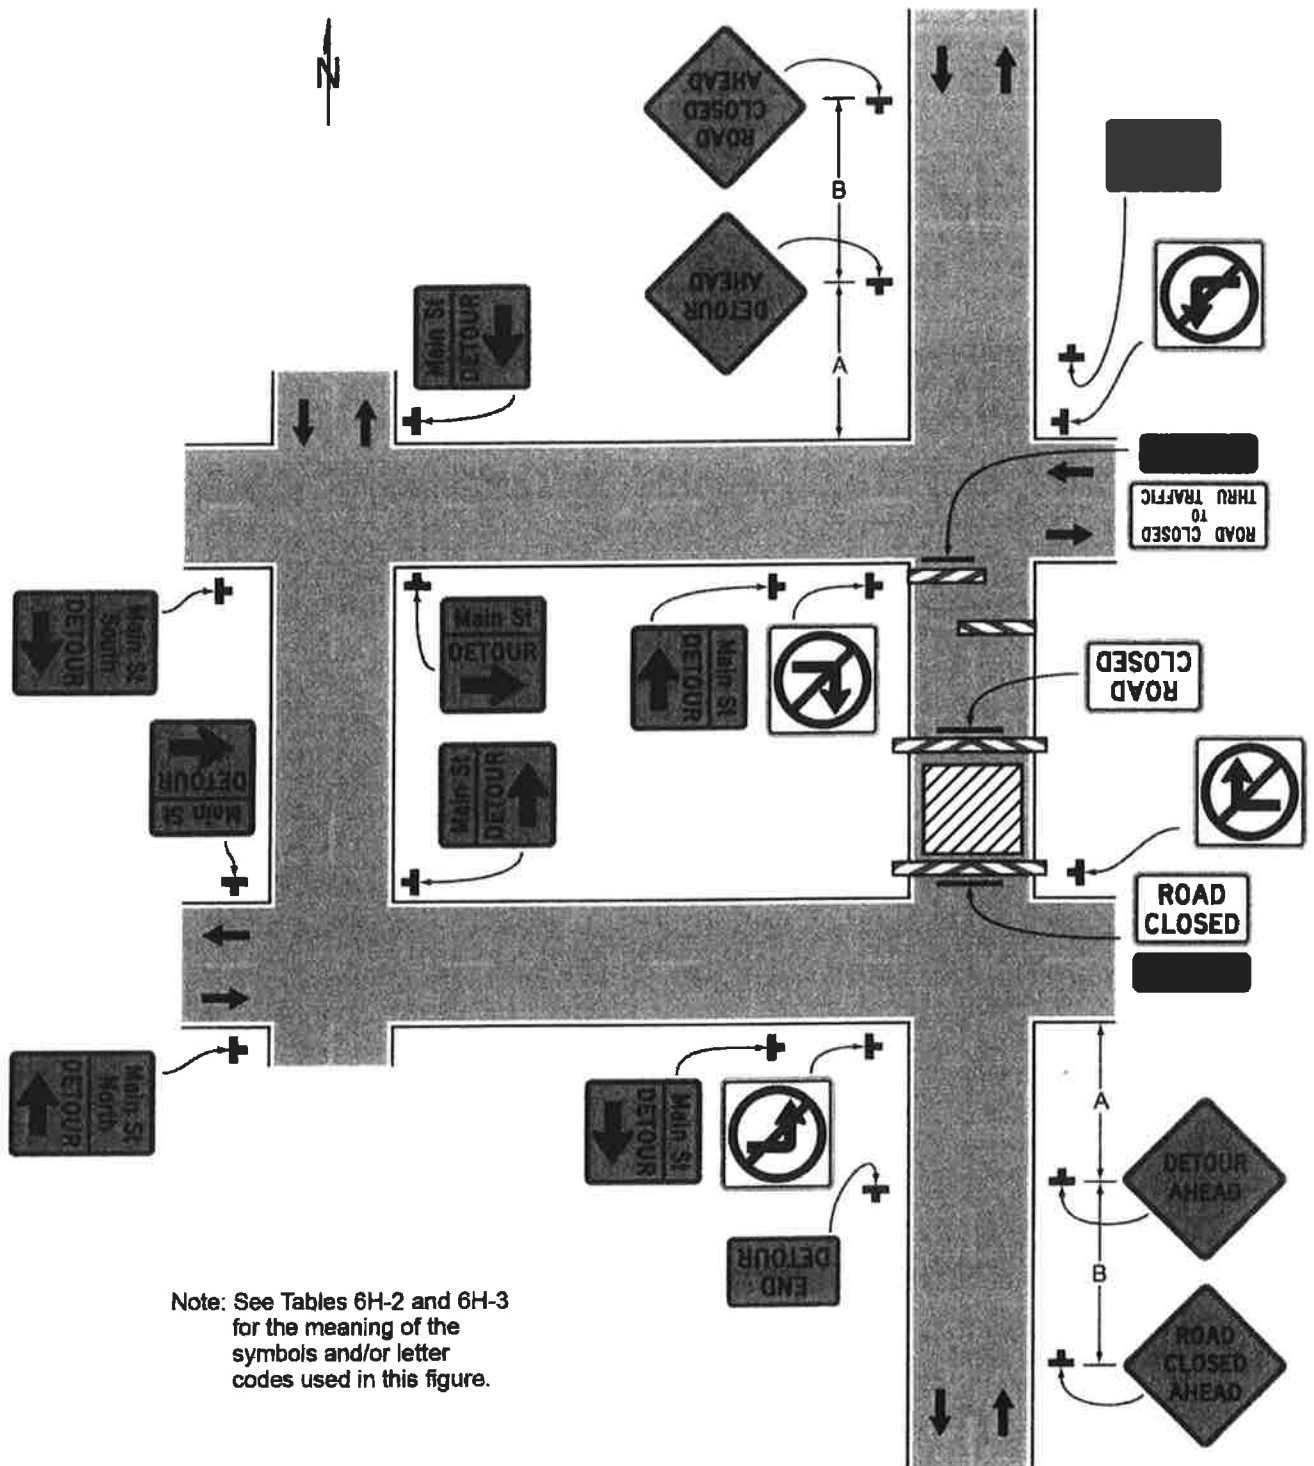 N
ROAD
CLOSED
AHEAD
B
DETOUR
AHEAD
A
Main St
DETOUR
ROAD CLOSED
TO
THRU TRAFFIC
Main St
South
DETOUR
Main St
DETOUR
Main St
DETOUR
ROAD
CLOSED
Main St
DETOUR
Main St
DETOUR
ROAD
CLOSED
Main St
North
DETOUR
Main St
DETOUR
END
DETOUR
A
DETOUR
AHEAD
B
ROAD
CLOSED
AHEAD
Note: See Tables 6H-2 and 6H-3
for the meaning of the
symbols and/or letter
codes used in this figure.